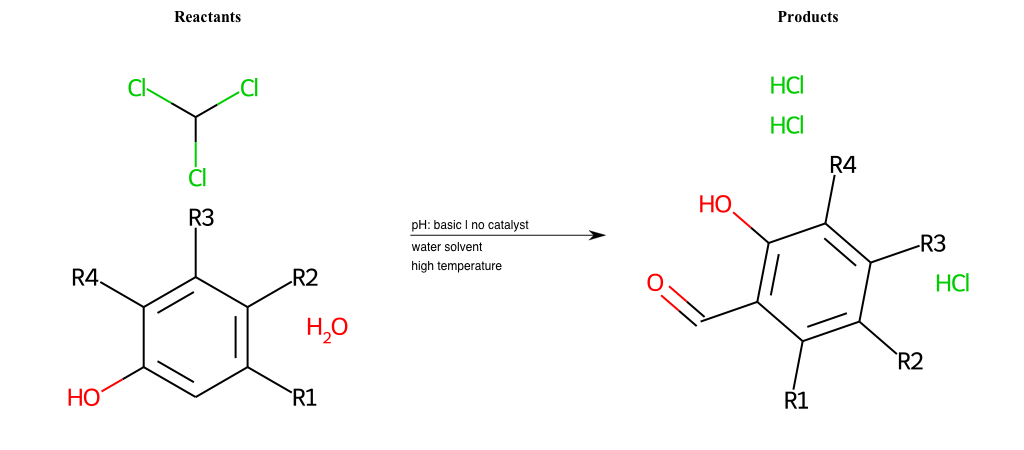 Reactants
Products
Cl
Cl
Cl
R3
R4
R2
H2O
HO
R1
pH: basic | no catalyst
water solvent
high temperature
HCl
HCl
R4
HO
R3
O
HCl
R2
R1